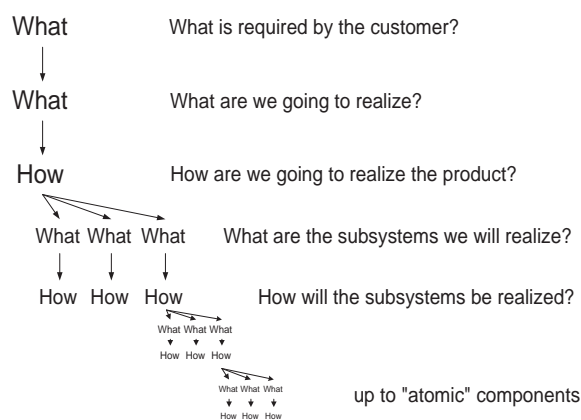 What What is required by the customer?
What What are we going to realize?
How How are we going to realize the product?
What What What What are the subsystems we will realize?
How How How How will the subsystems be realized?
What What What
How How How
What What What up to "atomic" components
How How How